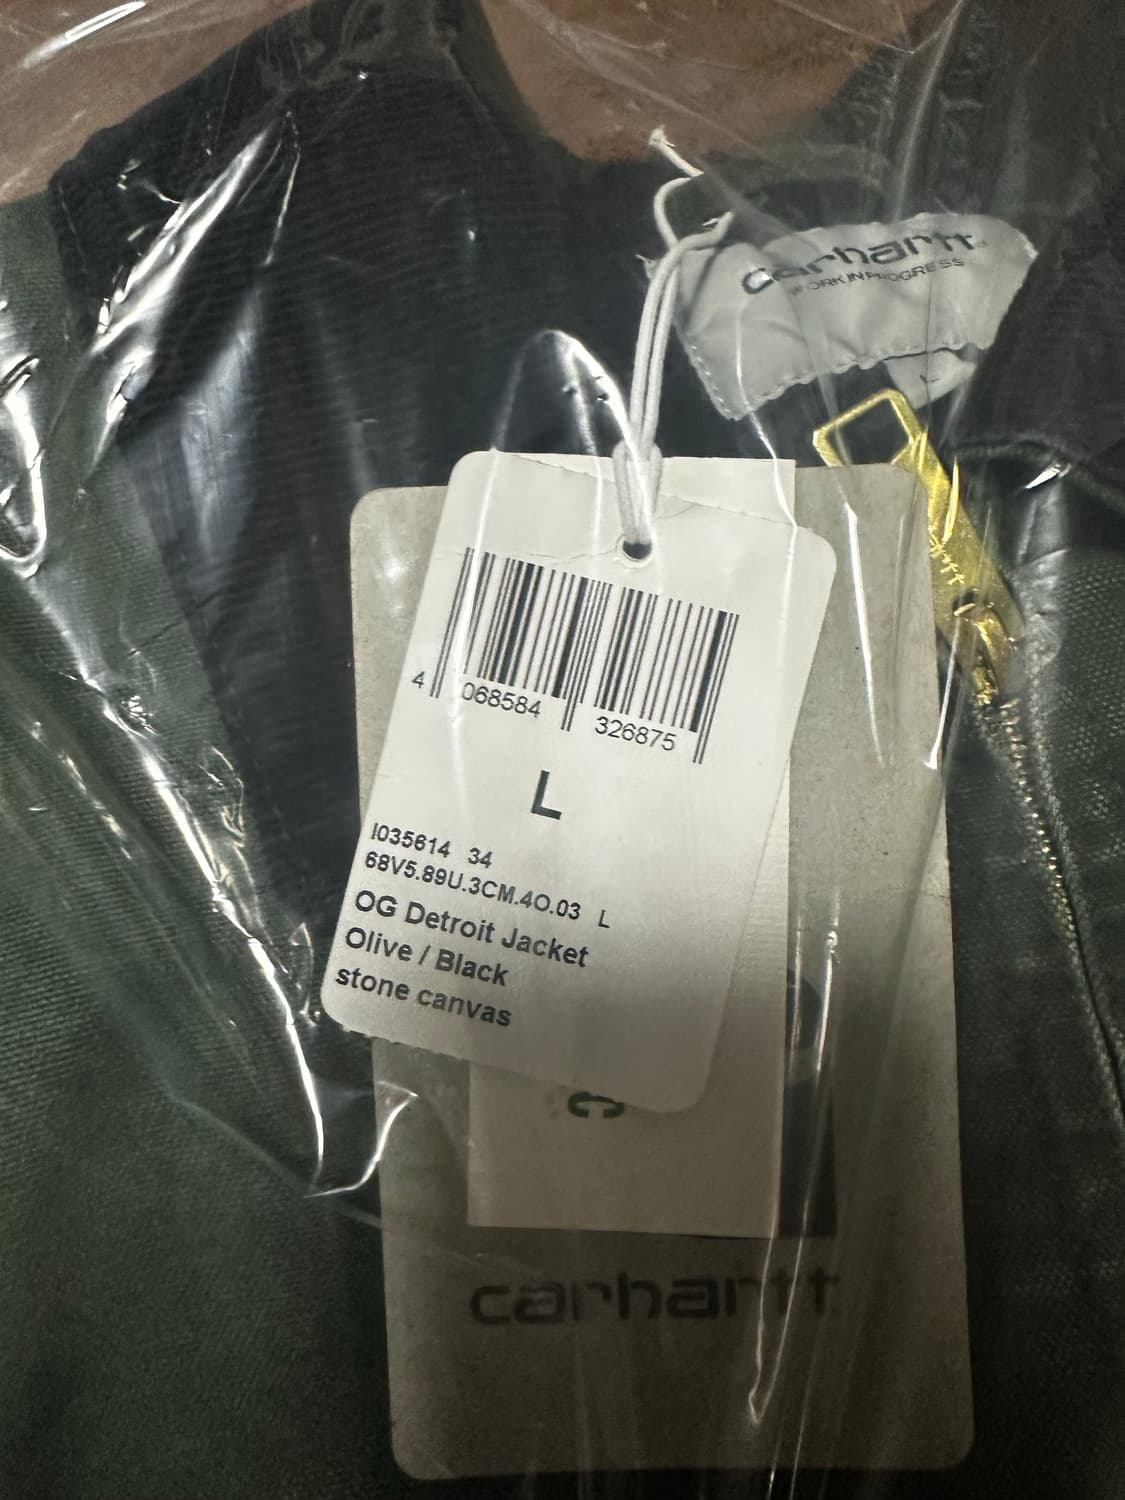 carhartt
WORK IN PROGRESS
L
4 068584 326875
L
I035614 34
68V5.89U.3CM.4O.03 L
OG Detroit Jacket
Olive / Black
stone canvas
carhartt